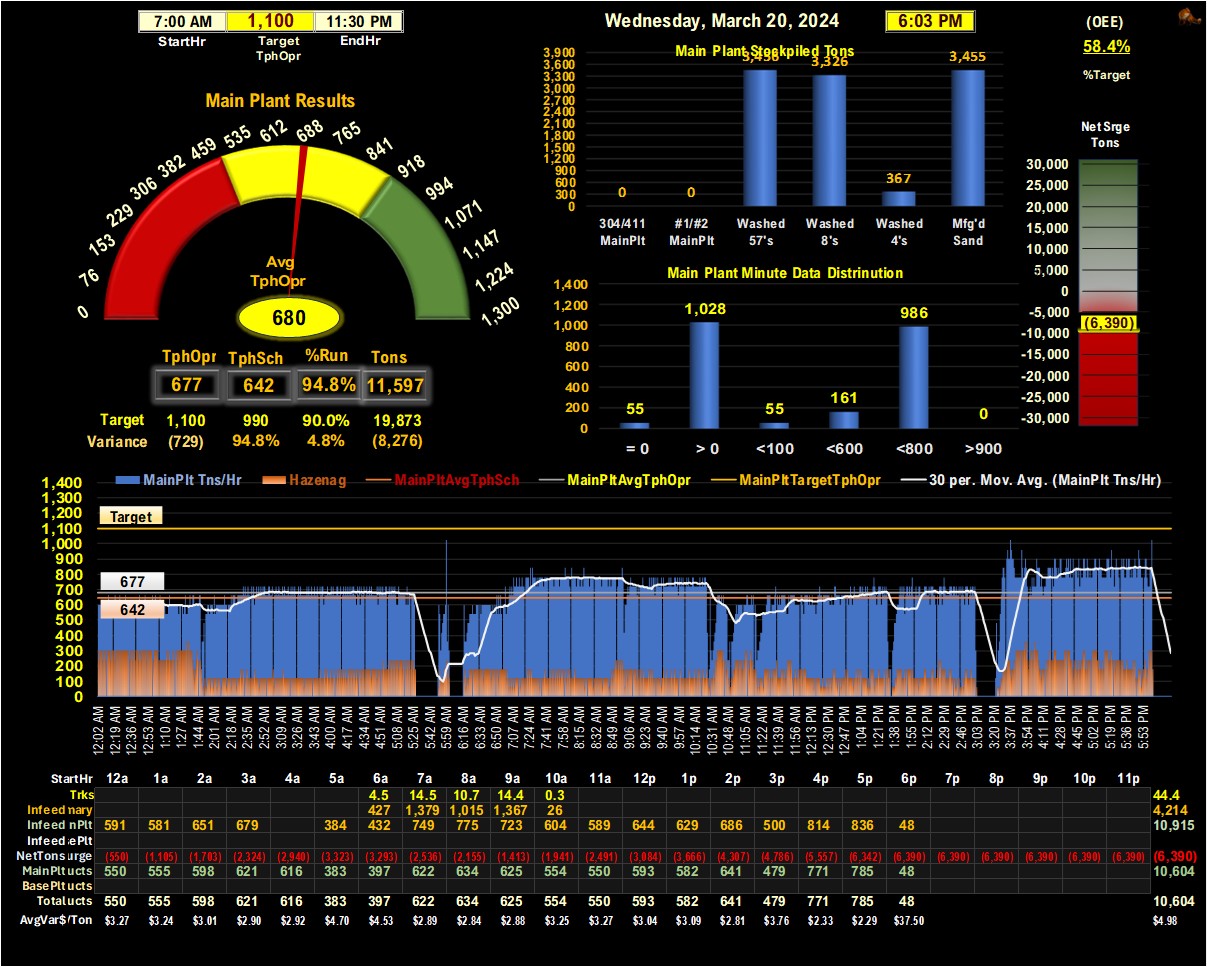 7:00 AM 1,100 11:30 PM
StartHr Target TphOpr EndHr
Wednesday, March 20, 2024 6:03 PM
(OEE)
58.4%
%Target
Main Plant Results
0 76 153 229 306 382 459 535 612 688 765 841 918 994 1,071 1,147 1,224 1,300
Avg
TphOpr
680
TphOpr TphSch %Run Tons
677 642 94.8% 11,597
Target 1,100 990 90.0% 19,873
Variance (729) 94.8% 4.8% (8,276)
Main Plant Stockpiled Tons
3,900
3,600
3,300
3,000
2,700
2,400
2,100
1,800
1,500
1,200
900
600
300
0
0 0 3,326 367 3,455
304/411 #1/#2 Washed Washed Washed Mfg'd
MainPlt MainPlt 57's 8's 4's Sand
Main Plant Minute Data Distrinution
1,400
1,200
1,000
800
600
400
200
0
55 1,028 55 161 986 0
= 0 > 0 <100 <600 <800 >900
Net Srge
Tons
30,000
25,000
20,000
15,000
10,000
5,000
0
-5,000
(6,390)
-10,000
-15,000
-20,000
-25,000
-30,000
MainPlt Tns/Hr Hazenag MainPltAvgTphSch MainPltAvgTphOpr MainPltTargetTphOpr 30 per. Mov. Avg. (MainPlt Tns/Hr)
1,400
1,300
1,200
1,100
1,000
900
800
700
600
500
400
300
200
100
0
Target
677
642
12:02 AM 12:19 AM 12:36 AM 12:53 AM 1:10 AM 1:27 AM 1:44 AM 2:01 AM 2:18 AM 2:35 AM 2:52 AM 3:09 AM 3:26 AM 3:43 AM 4:00 AM 4:17 AM 4:34 AM 4:51 AM 5:08 AM 5:25 AM 5:42 AM 5:59 AM 6:16 AM 6:33 AM 6:50 AM 7:07 AM 7:24 AM 7:41 AM 7:58 AM 8:15 AM 8:32 AM 8:49 AM 9:06 AM 9:23 AM 9:40 AM 9:57 AM 10:14 AM 10:31 AM 10:48 AM 11:05 AM 11:22 AM 11:39 AM 11:56 AM 12:13 PM 12:30 PM 12:47 PM 1:04 PM 1:21 PM 1:38 PM 1:55 PM 2:12 PM 2:29 PM 2:46 PM 3:03 PM 3:20 PM 3:37 PM 3:54 PM 4:11 PM 4:28 PM 4:45 PM 5:02 PM 5:19 PM 5:36 PM 5:53 PM
StartHr 12a 1a 2a 3a 4a 5a 6a 7a 8a 9a 10a 11a 12p 1p 2p 3p 4p 5p 6p 7p 8p 9p 10p 11p
Trks 4.5 14.5 10.7 14.4 0.3 44.4
Infeed nary 427 1,379 1,015 1,367 26 4,214
Infeed nPlt 591 581 651 679 384 432 749 775 723 604 589 644 629 686 500 814 836 48 10,915
Infeed ePlt
NetTons urge (550) (1,105) (1,703) (2,324) (2,940) (3,323) (3,293) (2,536) (2,155) (1,413) (1,941) (2,491) (3,084) (3,666) (4,307) (4,786) (5,557) (6,342) (6,390) (6,390) (6,390) (6,390) (6,390) (6,390) (6,390)
MainPlt ucts 550 555 598 621 616 383 397 622 634 625 554 550 593 582 641 479 771 785 48 10,604
BasePlt ucts
Total ucts 550 555 598 621 616 383 397 622 634 625 554 550 593 582 641 479 771 785 48 10,604
AvgVar$/Ton $3.27 $3.24 $3.01 $2.90 $2.92 $4.70 $4.53 $2.89 $2.84 $2.88 $3.25 $3.27 $3.04 $3.09 $2.81 $3.76 $2.33 $2.29 $37.50 $4.98